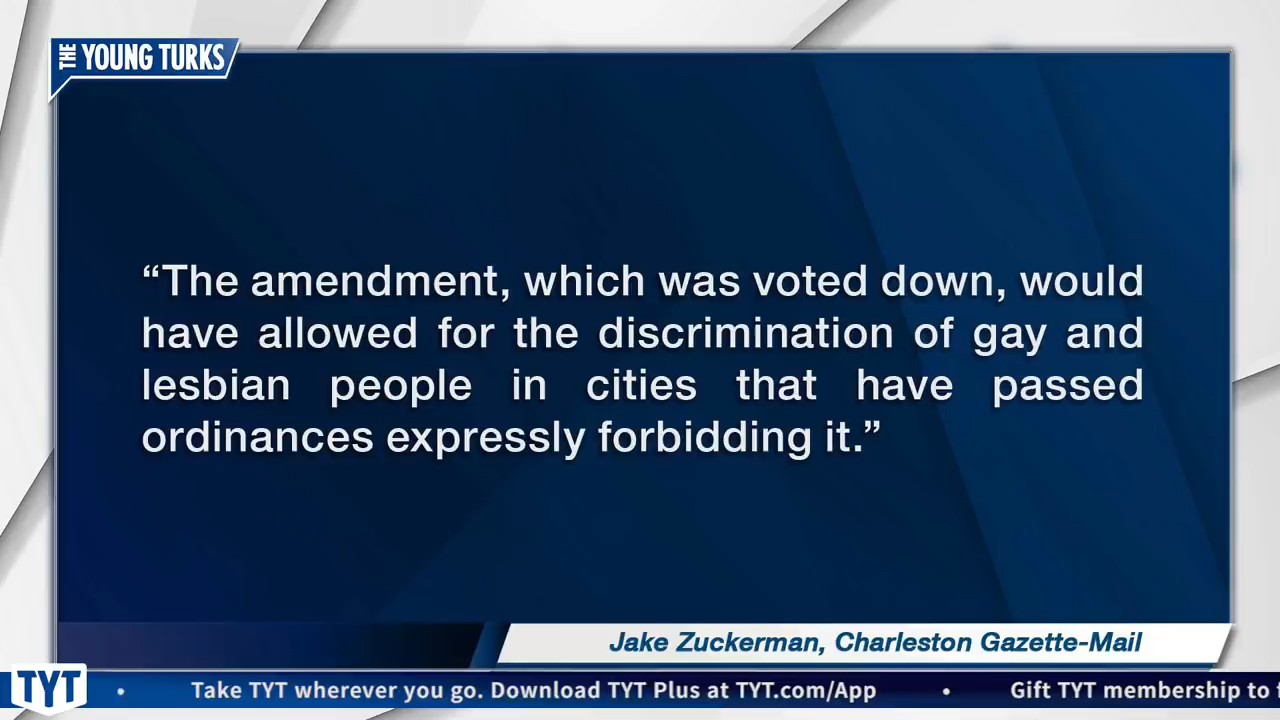 THE YOUNG TURKS
“The amendment, which was voted down, would
have allowed for the discrimination of gay and
lesbian people in cities that have passed
ordinances expressly forbidding it.”
Jake Zuckerman, Charleston Gazette-Mail
TYT • Take TYT wherever you go. Download TYT Plus at TYT.com/App • Gift TYT membership to